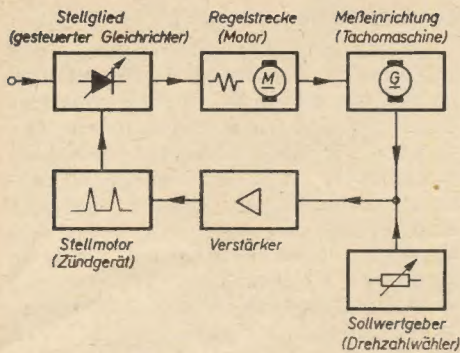 Stellglied
(gesteuerter Gleichrichter)
Regelstrecke
(Motor)
Meßeinrichtung
(Tachomaschine)
M
G
Stellmotor
(Zündgerät)
Verstärker
Sollwertgeber
(Drehzahlwähler)